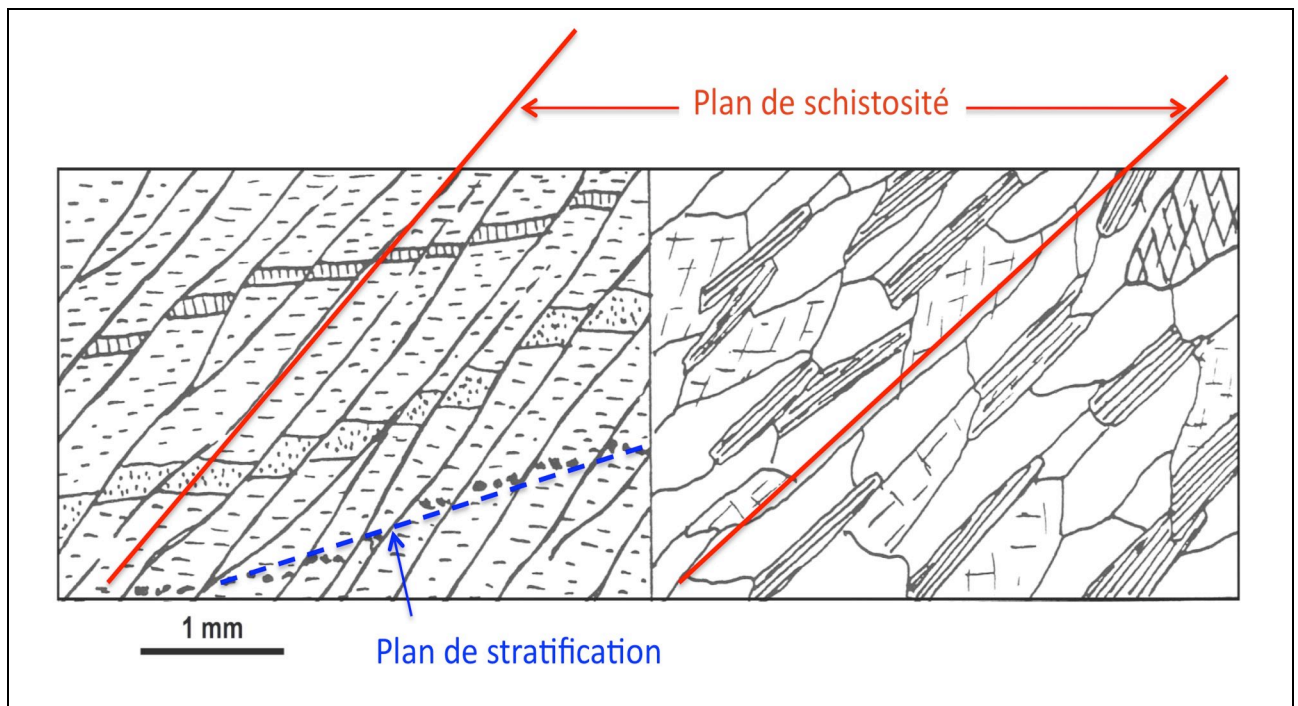 Plan de schistosité
1 mm
Plan de stratification